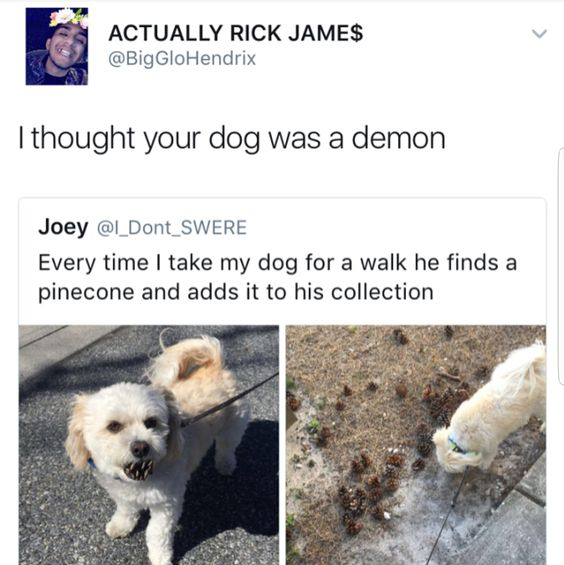 ACTUALLY RICK JAME$
@BigGloHendrix
I thought your dog was a demon
Joey @I_Dont_SWERE
Every time I take my dog for a walk he finds a
pinecone and adds it to his collection